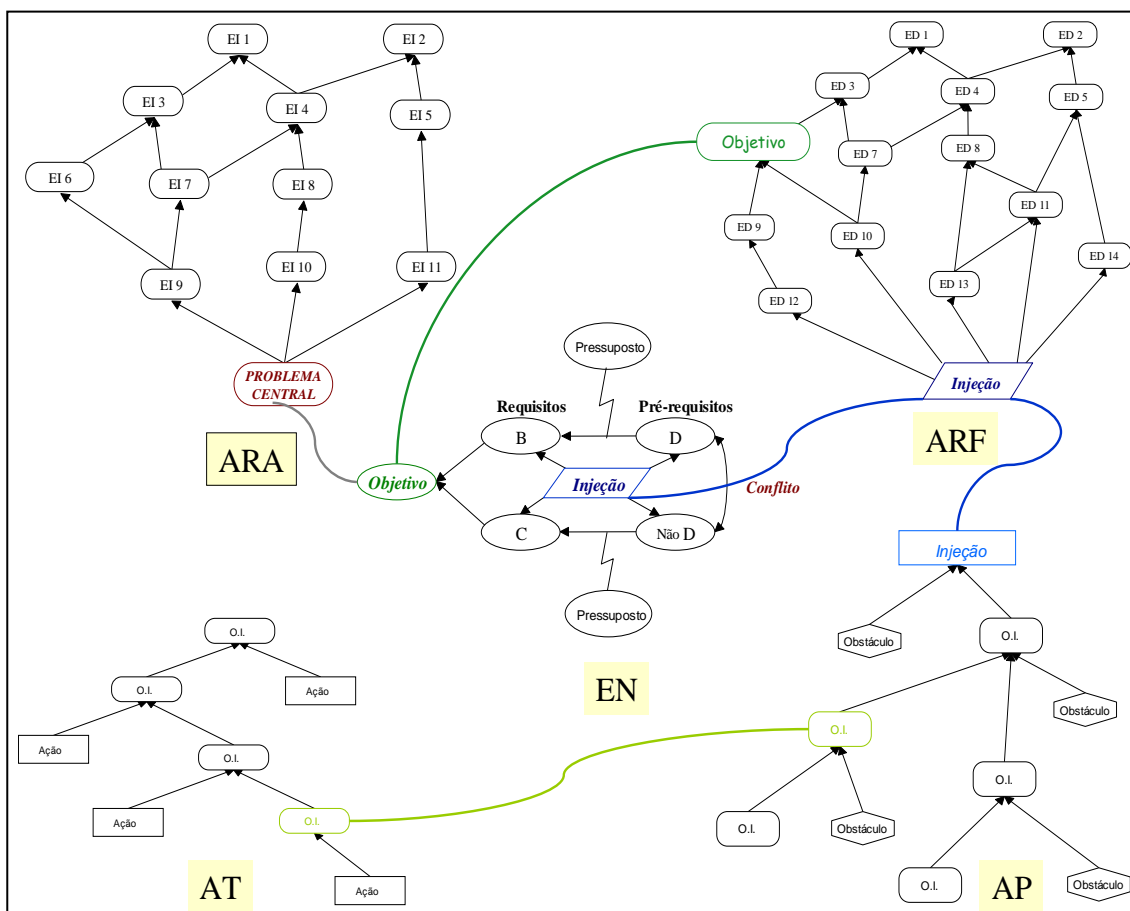 EI 1
EI 2
EI 3
EI 4
EI 5
EI 6
EI 7
EI 8
EI 9
EI 10
EI 11
PROBLEMA
CENTRAL
ARA
ED 1
ED 2
ED 3
ED 4
ED 5
Objetivo
ED 7
ED 8
ED 9
ED 10
ED 11
ED 12
ED 13
ED 14
Injeção
ARF
Pressuposto
Requisitos
Pré-requisitos
B
D
Objetivo
Injeção
Conflito
C
Não D
Pressuposto
EN
Injeção
Obstáculo
O.I.
O.I.
Obstáculo
O.I.
O.I.
Obstáculo
O.I.
Obstáculo
AP
O.I.
O.I.
Ação
Ação
O.I.
Ação
O.I.
Ação
AT